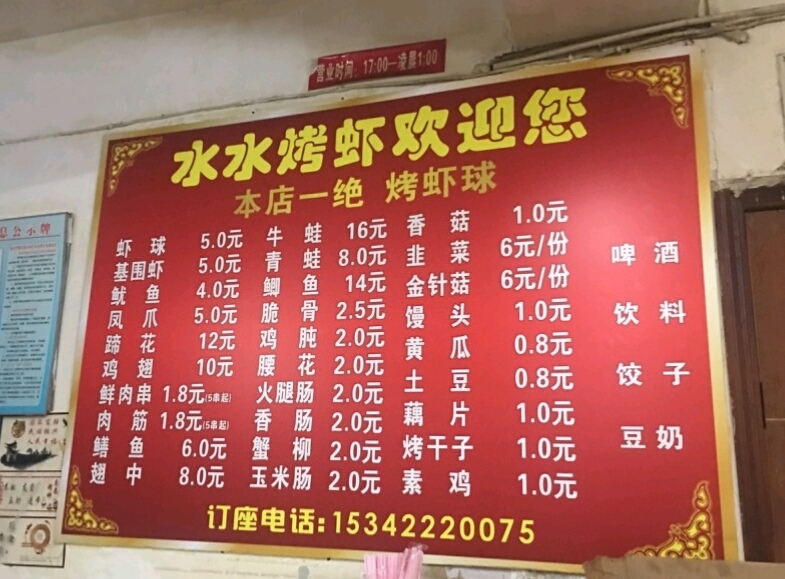 营业时间：17:00—凌晨1:00
水水烤虾欢迎您
本店一绝 烤虾球
虾球 5.0元
基围虾 5.0元
鱿鱼 4.0元
凤爪 5.0元
蹄花 12元
鸡翅 10元
鲜肉串 1.8元(5串起)
肉筋 1.8元(5串起)
鳝鱼 6.0元
翅中 8.0元
牛蛙 16元
青蛙 8.0元
鲫鱼 14元
脆骨 2.5元
鸡肫 2.0元
腰花 2.0元
火腿肠 2.0元
香肠 2.0元
蟹柳 2.0元
玉米肠 2.0元
香菇 1.0元
韭菜 6元/份
金针菇 6元/份
馒头 1.0元
黄瓜 0.8元
土豆 0.8元
藕片 1.0元
烤干子 1.0元
素鸡 1.0元
啤酒
饮料
饺子
豆奶
订座电话:15342220075
息公示牌